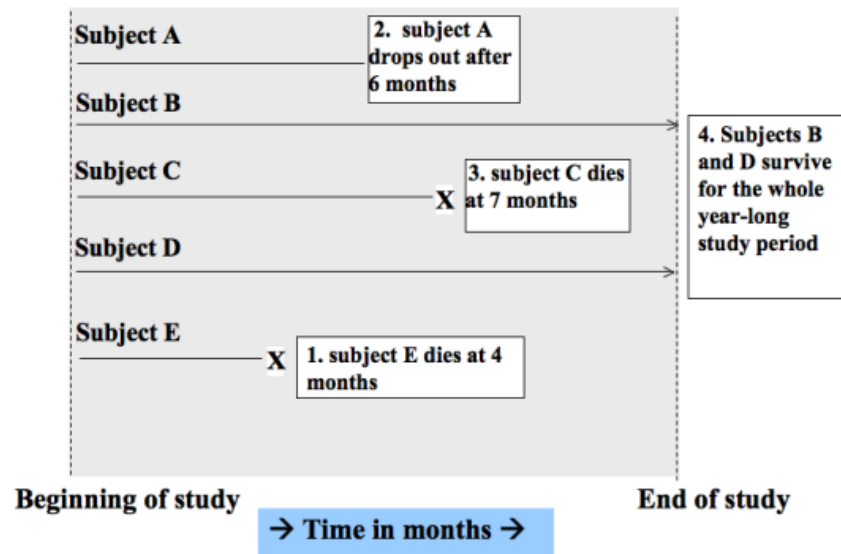 Subject A
2. subject A
drops out after
6 months
Subject B
4. Subjects B
and D survive
for the whole
year-long
study period
Subject C
X
3. subject C dies
at 7 months
Subject D
Subject E
X
1. subject E dies at 4
months
Beginning of study
End of study
→ Time in months →